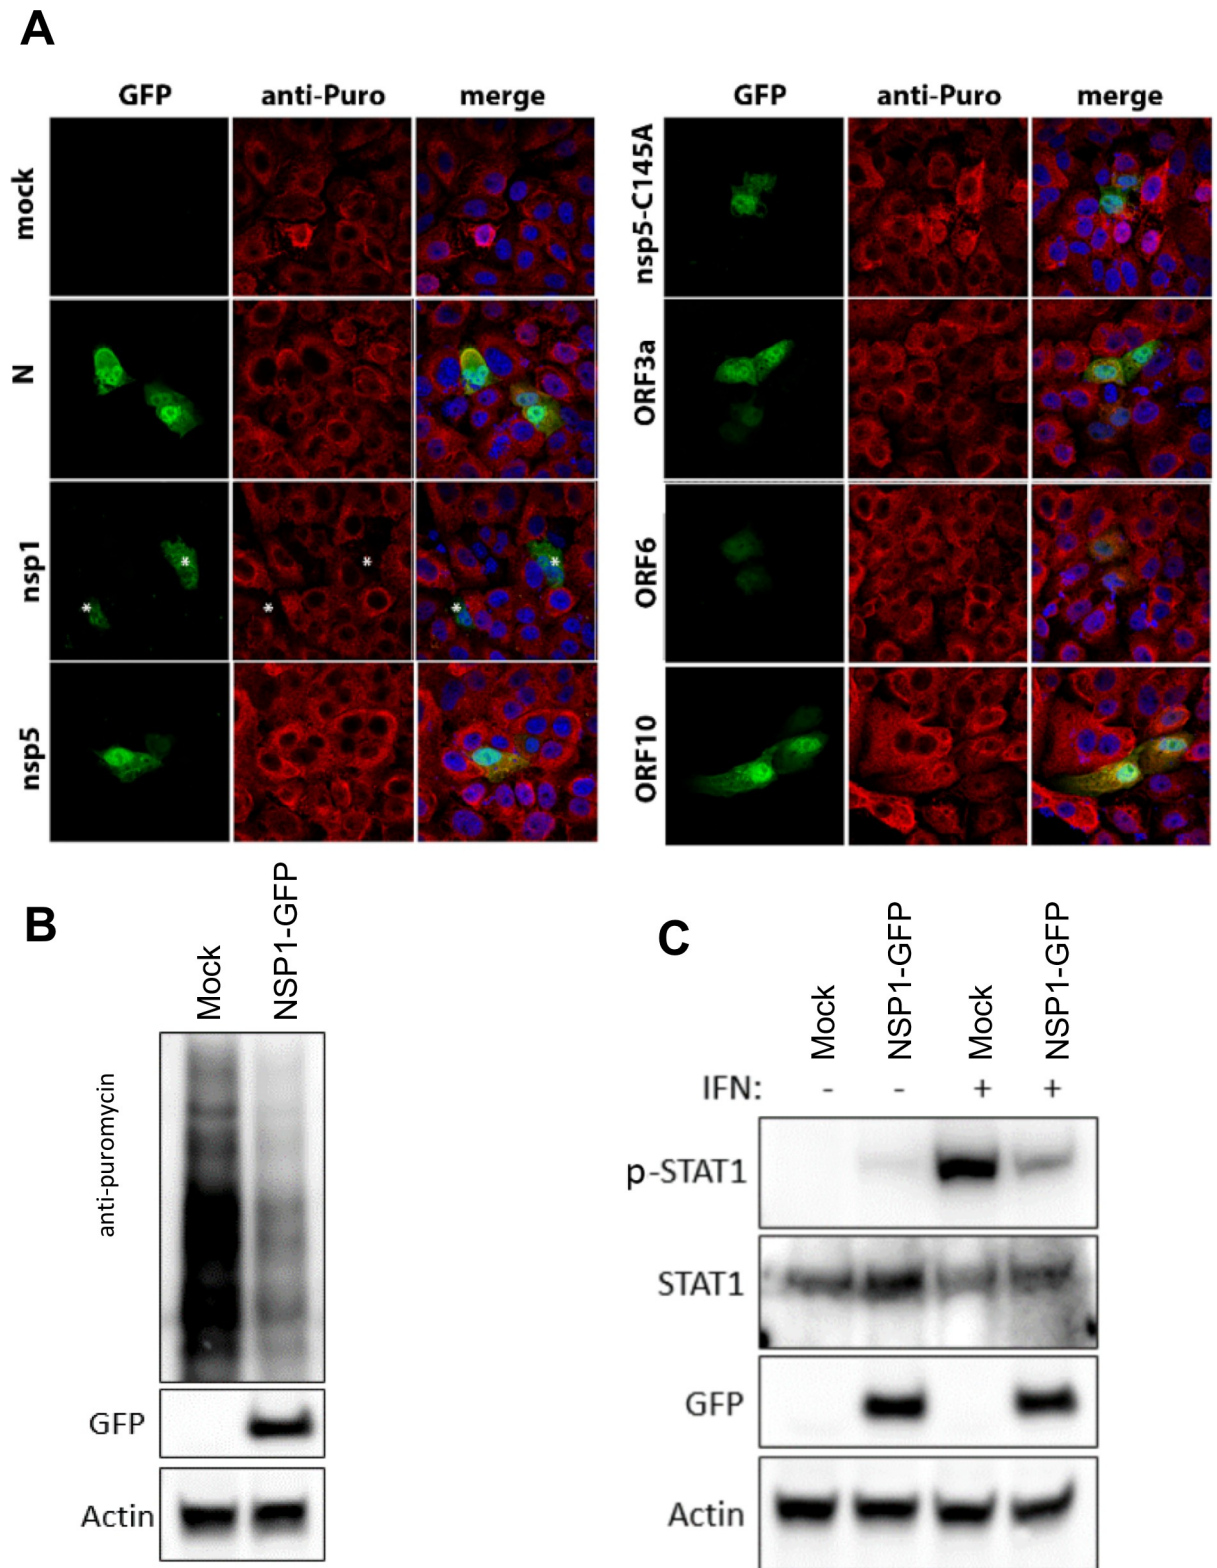 A
GFP anti-Puro merge
mock
N
nsp1
* * *
* * *
nsp5
GFP anti-Puro merge
nsp5-C145A
ORF3a
ORF6
ORF10
B
Mock
NSP1-GFP
anti-puromycin
GFP
Actin
C
Mock
NSP1-GFP
Mock
NSP1-GFP
IFN: - - + +
p-STAT1
STAT1
GFP
Actin